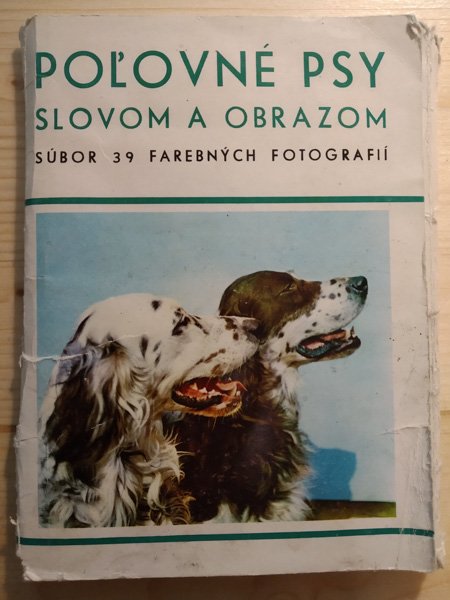 POĽOVNÉ PSY
SLOVOM A OBRAZOM
SÚBOR 39 FAREBNÝCH FOTOGRAFIÍ